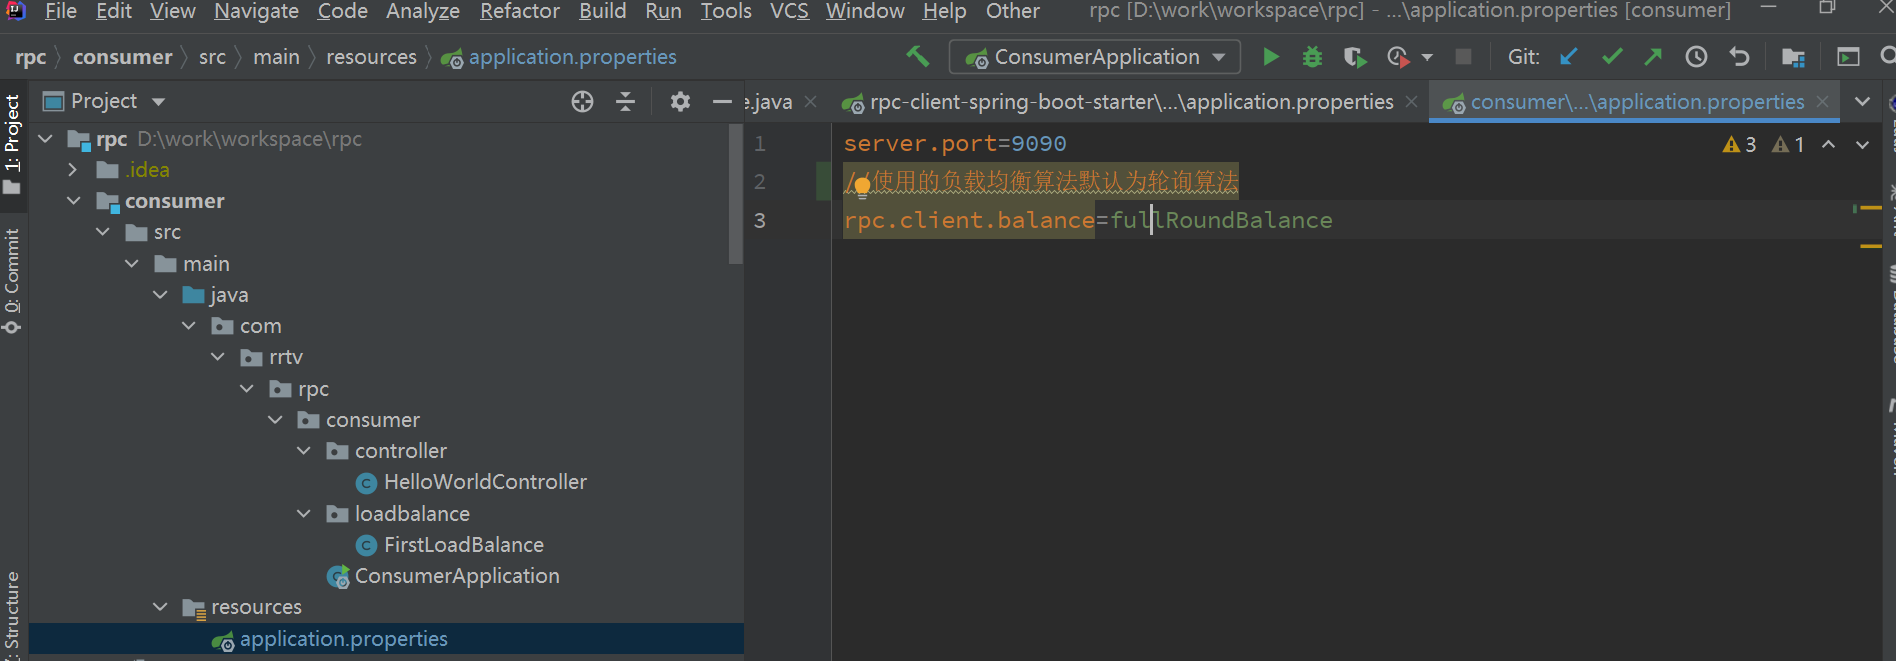 File Edit View Navigate Code Analyze Refactor Build Run Tools VCS Window Help Other rpc [D:\work\workspace\rpc] - ...\application.properties [consumer]
rpc consumer src main resources application.properties ConsumerApplication Git:
1: Project
0: Commit
Structure
Project
e.java rpc-client-spring-boot-starter\...\application.properties consumer\...\application.properties
rpc D:\work\workspace\rpc
.idea
consumer
src
main
java
com
rrtv
rpc
consumer
controller
HelloWorldController
loadbalance
FirstLoadBalance
ConsumerApplication
resources
application.properties
1 server.port=9090
3 1
2 /使用的负载均衡算法默认为轮询算法
3 rpc.client.balance=fullRoundBalance